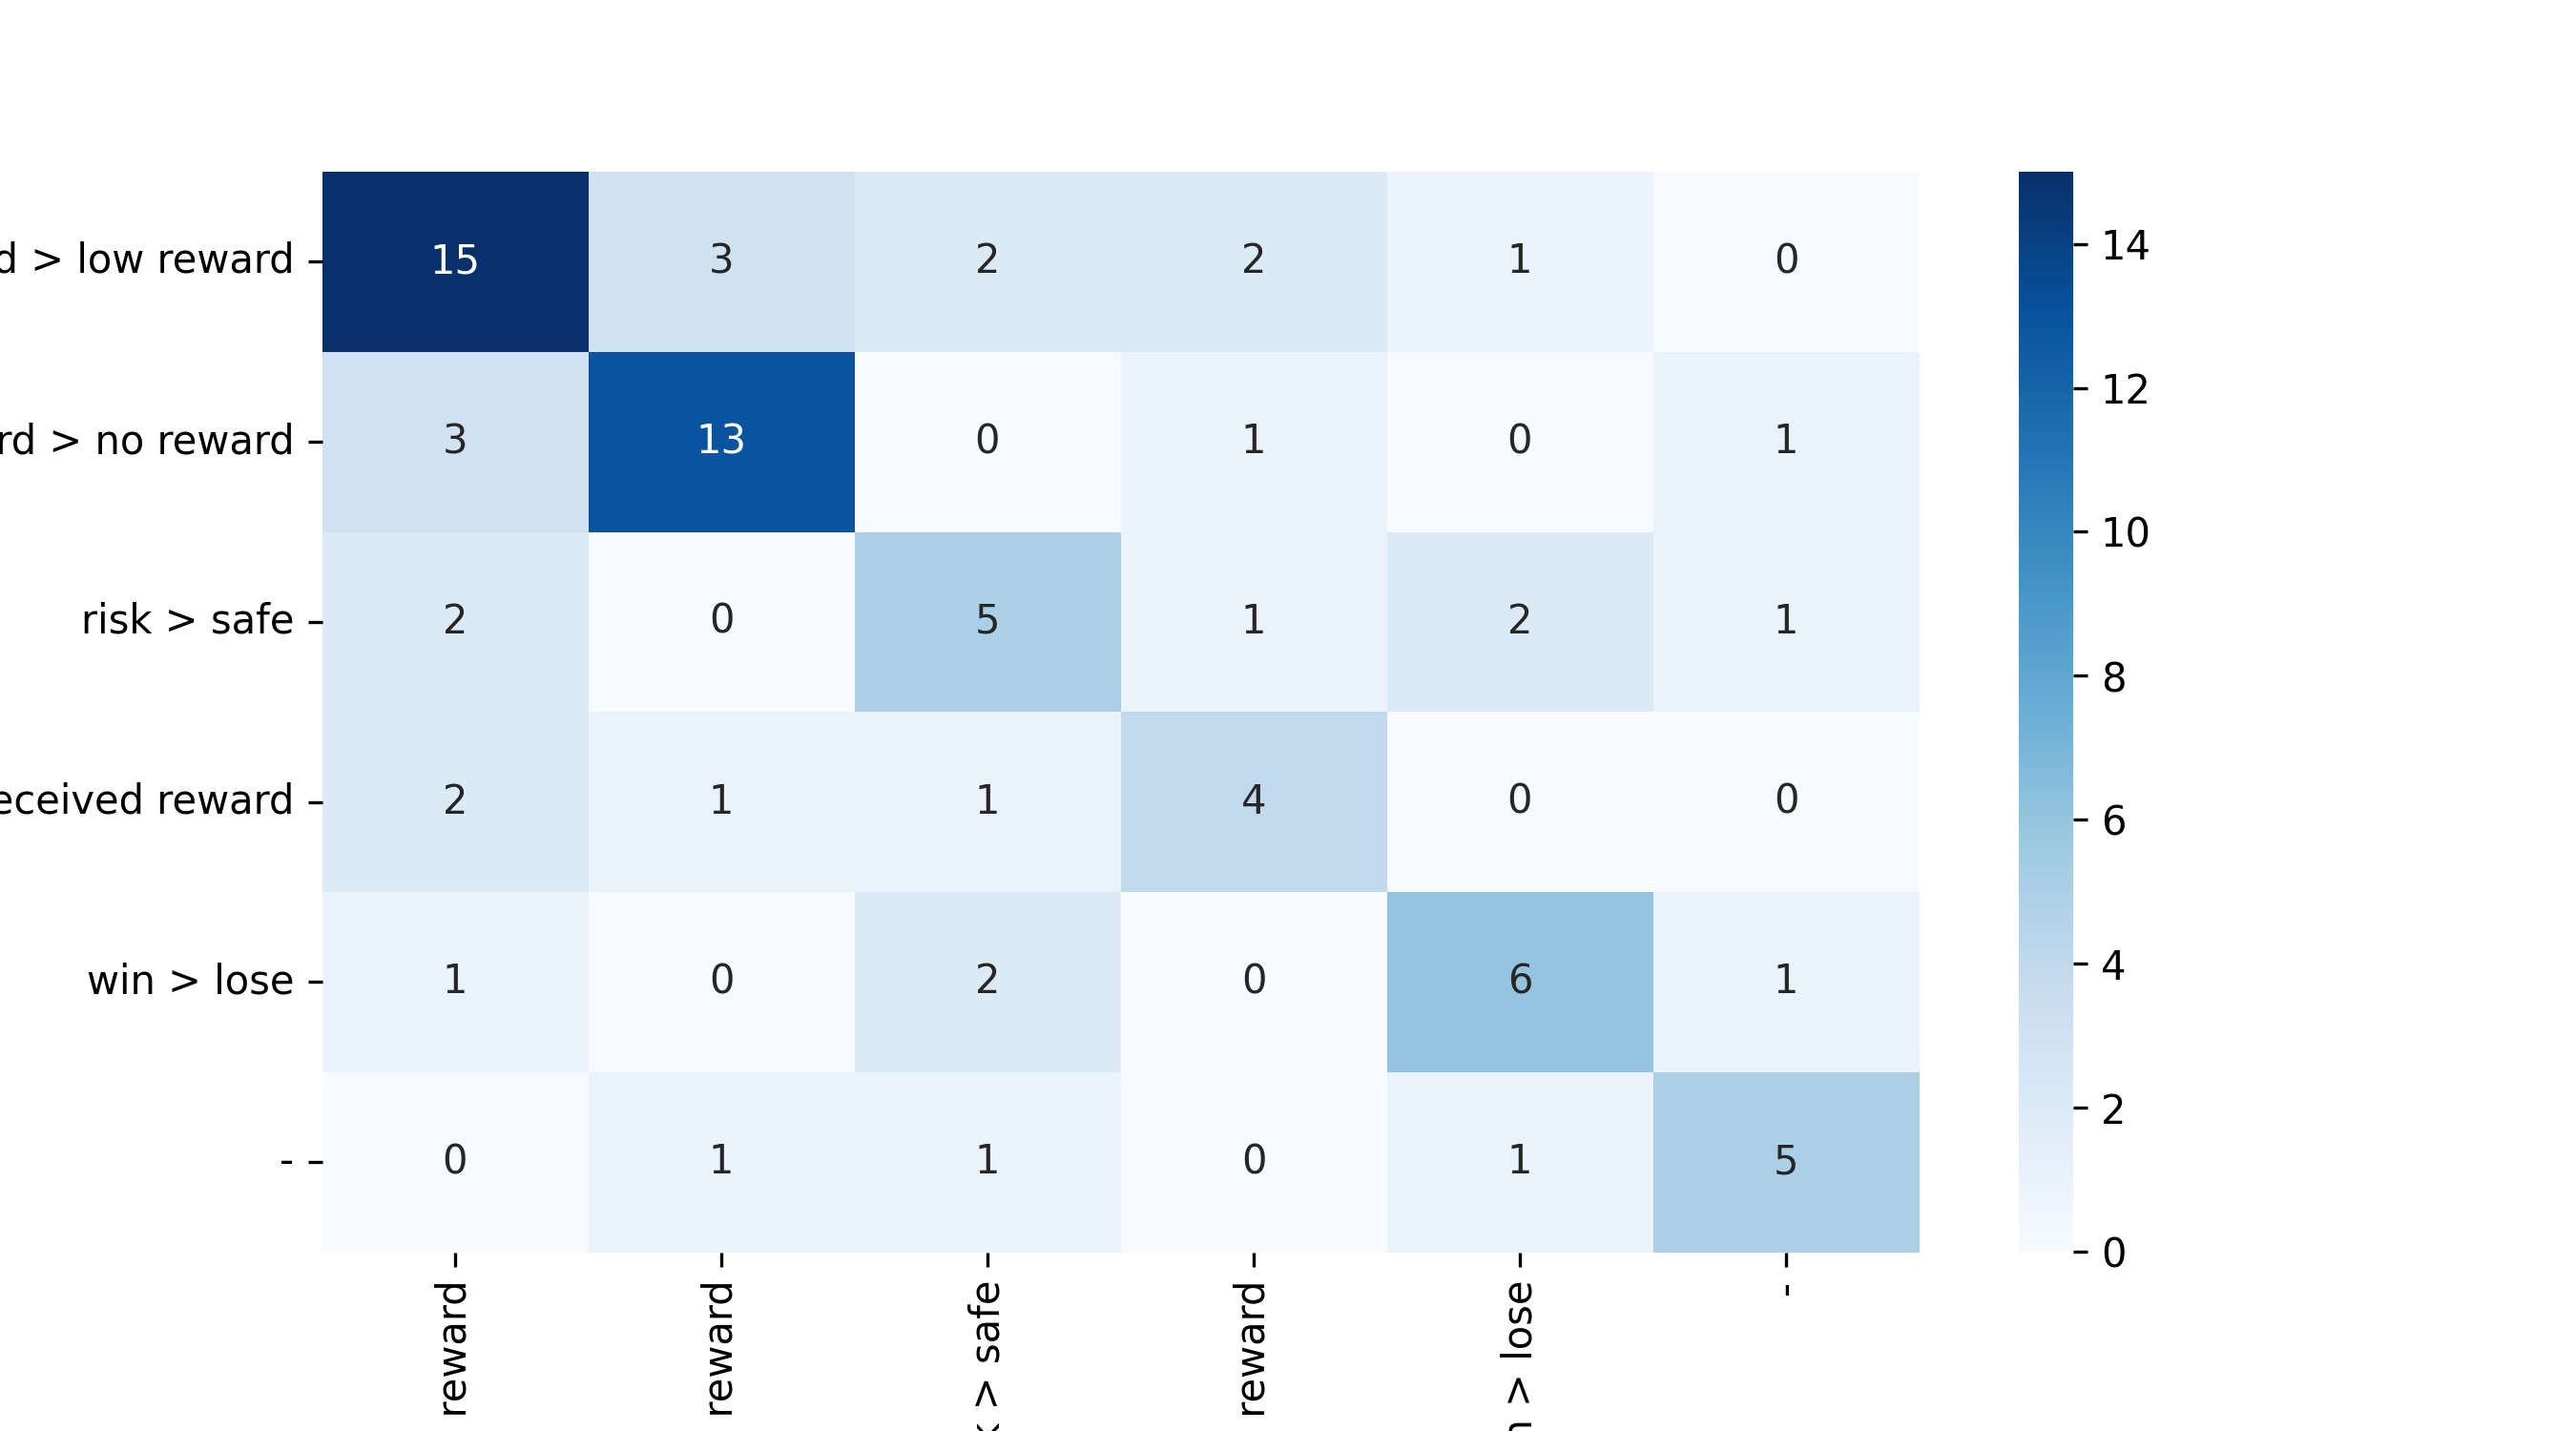 d > low reward 15 3 2 2 1 0
rd > no reward 3 13 0 1 0 1
risk > safe 2 0 5 1 2 1
eceived reward 2 1 1 4 0 0
win > lose 1 0 2 0 6 1
- 0 1 1 0 1 5
reward
reward
k > safe
reward
n > lose
-
14
12
10
8
6
4
2
0